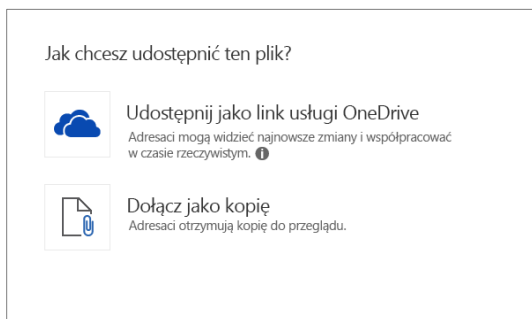 Jak chcesz udostępnić ten plik?
Udostępnij jako link usługi OneDrive
Adresaci mogą widzieć najnowsze zmiany i współpracować
w czasie rzeczywistym.
Dołącz jako kopię
Adresaci otrzymują kopię do przeglądu.